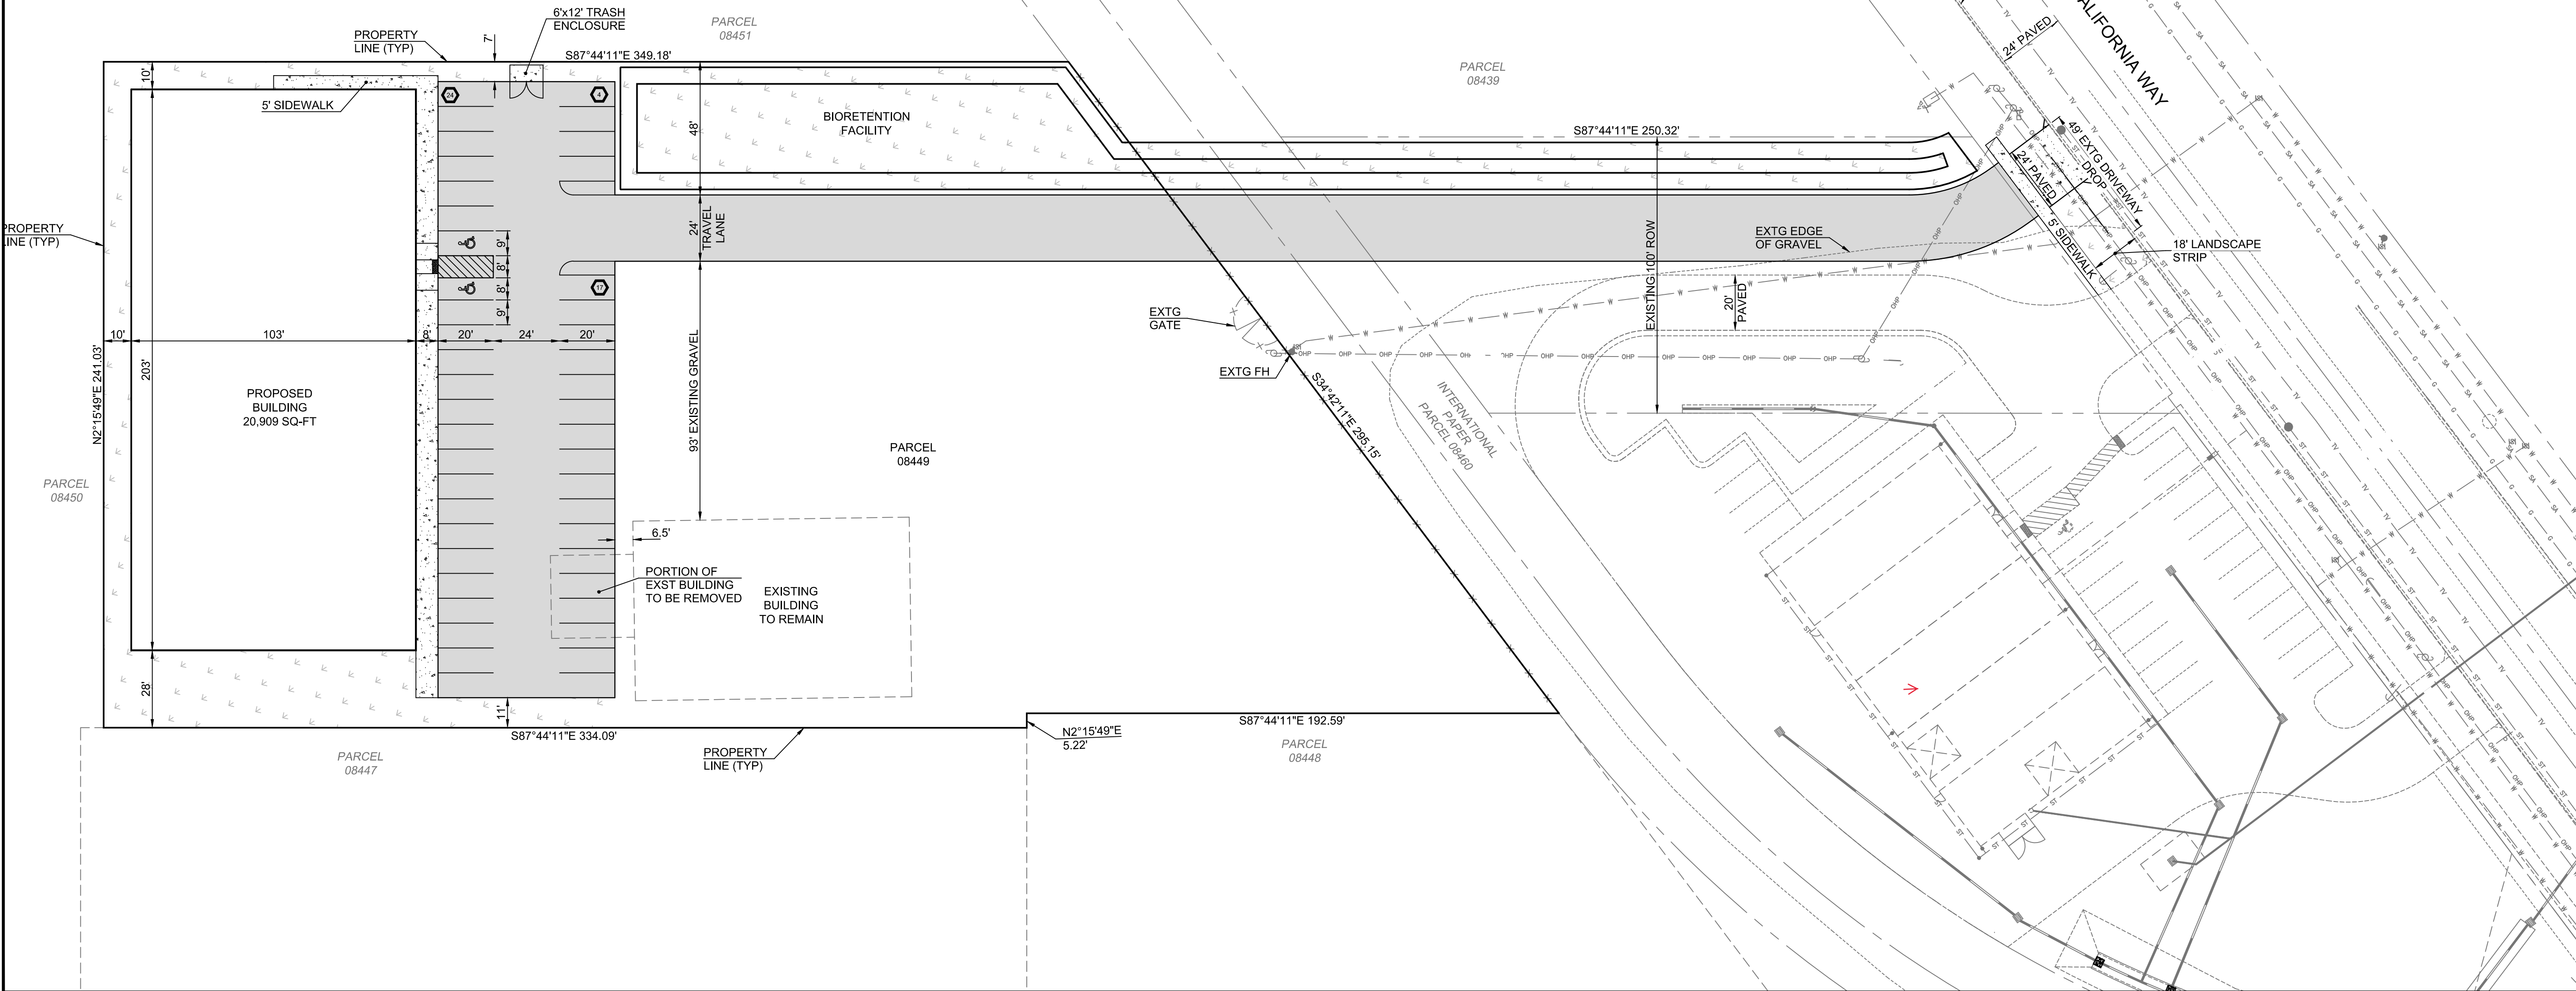 6'x12' TRASH
ENCLOSURE
PARCEL
08451
PROPERTY
LINE (TYP)
7'
S87°44'11"E 349.18'
10'
5' SIDEWALK
24
4
48'
BIORETENTION
FACILITY
PARCEL
08439
S87°44'11"E 250.32'
24' PAVED
ALIFORNIA WAY
49' EXTG DRIVEWAY
DROP
24' PAVED
5' SIDEWALK
18' LANDSCAPE
STRIP
PROPERTY
LINE (TYP)
9'
8'
8'
9'
24'
TRAVEL
LANE
17
EXTG EDGE
OF GRAVEL
EXISTING 100' ROW
20'
PAVED
EXTG
GATE
EXTG FH
10'
103'
8'
20'
24'
20'
203'
N2°15'49"E 241.03'
93' EXISTING GRAVEL
PROPOSED
BUILDING
20,909 SQ-FT
PARCEL
08449
S34°42'11"E 295.15'
INTERNATIONAL
PAPER
PARCEL 08460
PARCEL
08450
6.5'
PORTION OF
EXST BUILDING
TO BE REMOVED
EXISTING
BUILDING
TO REMAIN
28'
11'
S87°44'11"E 334.09'
PROPERTY
LINE (TYP)
N2°15'49"E
5.22'
S87°44'11"E 192.59'
PARCEL
08448
PARCEL
08447